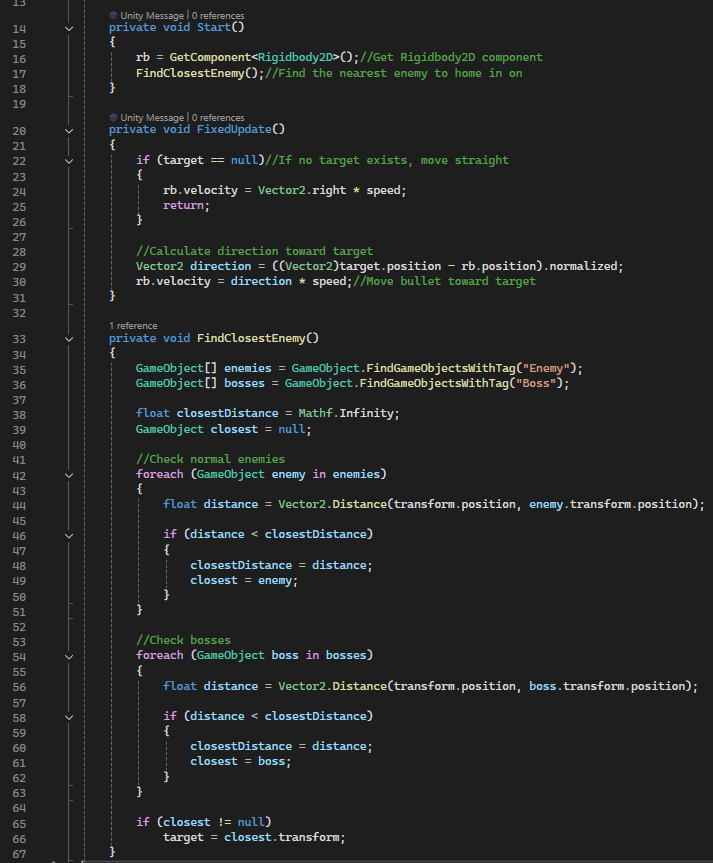 13
Unity Message | 0 references
14 private void Start()
15 {
16 rb = GetComponent<Rigidbody2D>();//Get Rigidbody2D component
17 FindClosestEnemy();//Find the nearest enemy to home in on
18 }
19
Unity Message | 0 references
20 private void FixedUpdate()
21 {
22 if (target == null)//If no target exists, move straight
23 {
24 rb.velocity = Vector2.right * speed;
25 return;
26 }
27
28 //Calculate direction toward target
29 Vector2 direction = ((Vector2)target.position - rb.position).normalized;
30 rb.velocity = direction * speed;//Move bullet toward target
31 }
32
1 reference
33 private void FindClosestEnemy()
34 {
35 GameObject[] enemies = GameObject.FindGameObjectsWithTag("Enemy");
36 GameObject[] bosses = GameObject.FindGameObjectsWithTag("Boss");
37
38 float closestDistance = Mathf.Infinity;
39 GameObject closest = null;
40
41 //Check normal enemies
42 foreach (GameObject enemy in enemies)
43 {
44 float distance = Vector2.Distance(transform.position, enemy.transform.position);
45
46 if (distance < closestDistance)
47 {
48 closestDistance = distance;
49 closest = enemy;
50 }
51 }
52
53 //Check bosses
54 foreach (GameObject boss in bosses)
55 {
56 float distance = Vector2.Distance(transform.position, boss.transform.position);
57
58 if (distance < closestDistance)
59 {
60 closestDistance = distance;
61 closest = boss;
62 }
63 }
64
65 if (closest != null)
66 target = closest.transform;
67 }